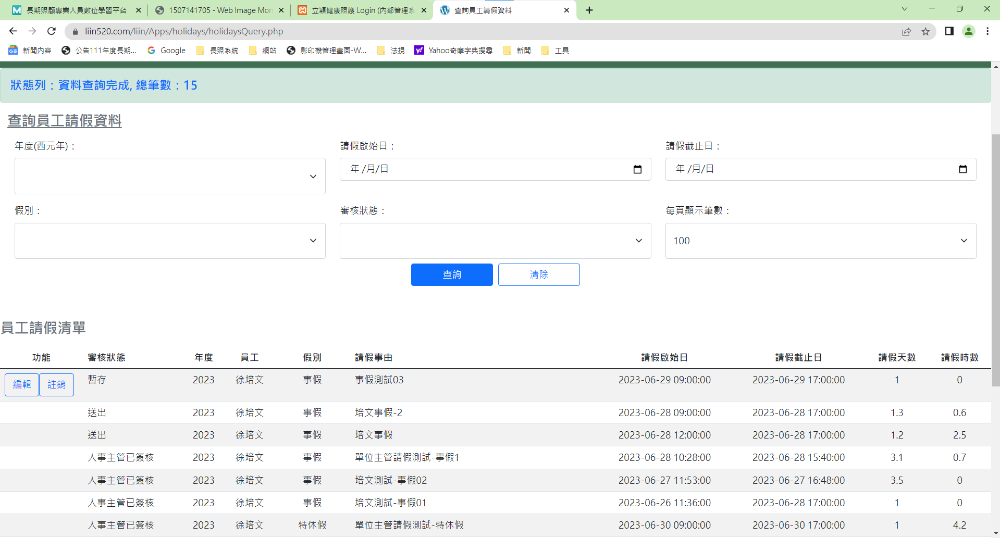 長期照顧專業人員數位學習平台
1507141705 - Web Image Mon
立穎健康照護 Login (內部管理系
查詢員工請假資料
liin520.com/liin/Apps/holidays/holidaysQuery.php
新聞內容
公告111年度長期...
Google
長照系統
網站
影印機管理畫面-W...
法規
Yahoo奇摩字典搜尋
新聞
工具
狀態列：資料查詢完成, 總筆數：15
查詢員工請假資料
年度(西元年)： 請假啟始日： 請假截止日：
年 /月/日 年 /月/日
假別： 審核狀態： 每頁顯示筆數：
100
查詢 清除
員工請假清單
功能 審核狀態 年度 員工 假別 請假事由 請假啟始日 請假截止日 請假天數 請假時數
編輯 註銷 暫存 2023 徐培文 事假 事假測試03 2023-06-29 09:00:00 2023-06-29 17:00:00 1 0
送出 2023 徐培文 事假 培文事假-2 2023-06-28 09:00:00 2023-06-28 17:00:00 1.3 0.6
送出 2023 徐培文 事假 培文事假 2023-06-28 12:00:00 2023-06-28 17:00:00 1.2 2.5
人事主管已簽核 2023 徐培文 事假 單位主管請假測試-事假1 2023-06-28 10:28:00 2023-06-28 15:40:00 3.1 0.7
人事主管已簽核 2023 徐培文 事假 培文測試-事假02 2023-06-27 11:53:00 2023-06-27 16:48:00 3.5 0
人事主管已簽核 2023 徐培文 事假 培文測試-事假01 2023-06-26 11:36:00 2023-06-28 17:00:00 1 0
人事主管已簽核 2023 徐培文 特休假 單位主管請假測試-特休假 2023-06-30 09:00:00 2023-06-30 17:00:00 1 4.2